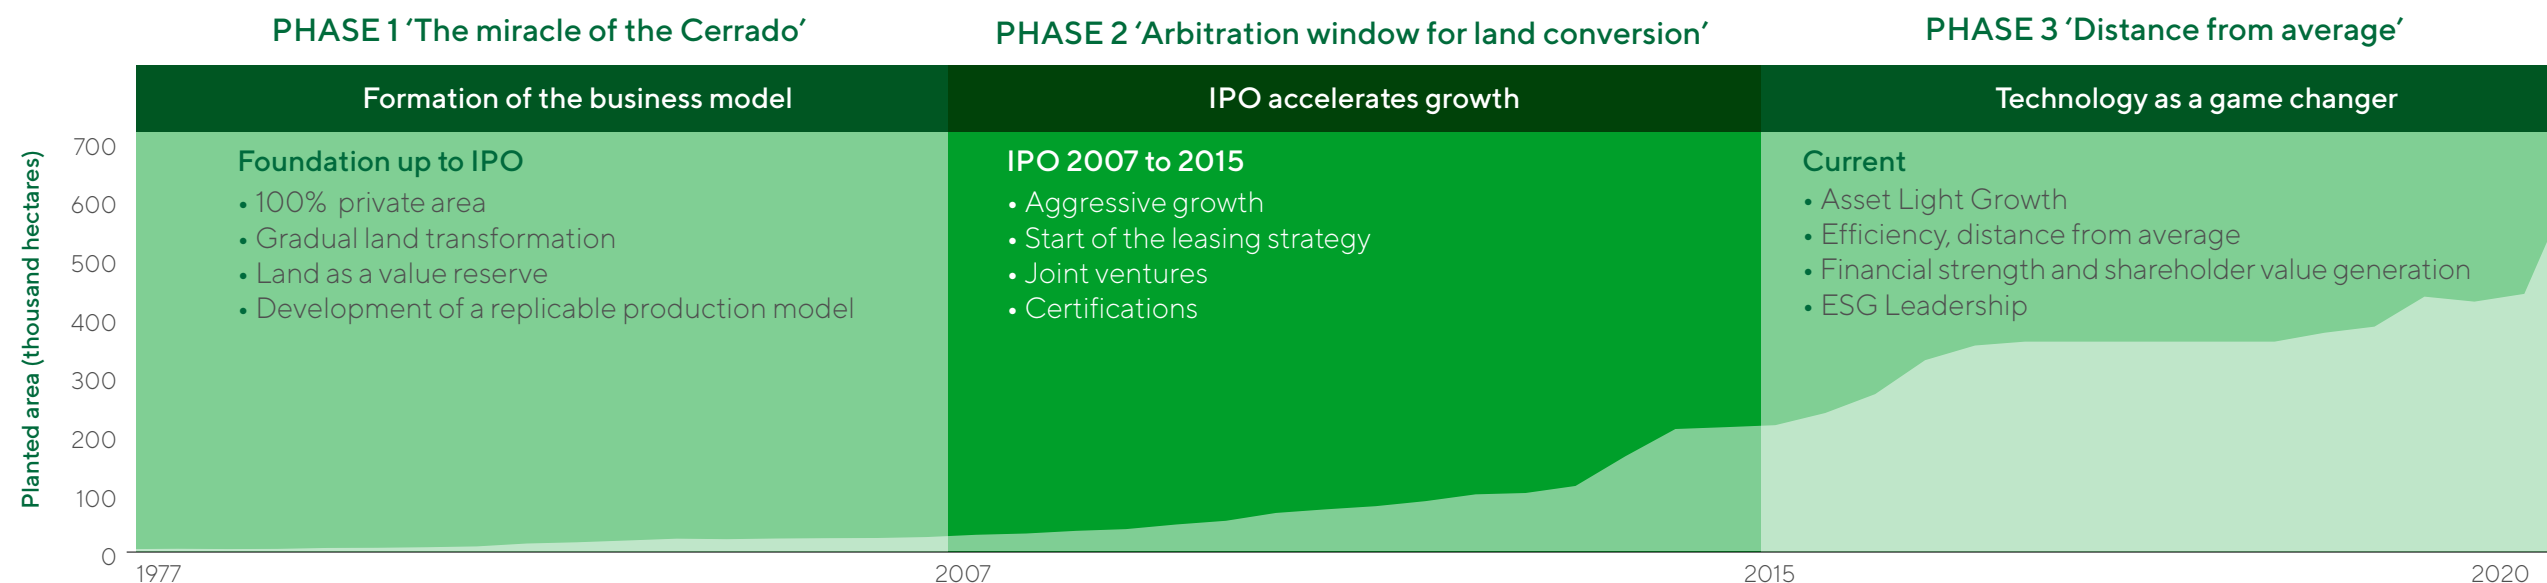 PHASE 1 ‘The miracle of the Cerrado’
PHASE 2 ‘Arbitration window for land conversion’
PHASE 3 ‘Distance from average’
Formation of the business model
IPO accelerates growth
Technology as a game changer
Planted area (thousand hectares)
700
600
500
400
300
200
100
0
Foundation up to IPO
• 100% private area
• Gradual land transformation
• Land as a value reserve
• Development of a replicable production model
IPO 2007 to 2015
• Aggressive growth
• Start of the leasing strategy
• Joint ventures
• Certifications
Current
• Asset Light Growth
• Efficiency, distance from average
• Financial strength and shareholder value generation
• ESG Leadership
1977
2007
2015
2020